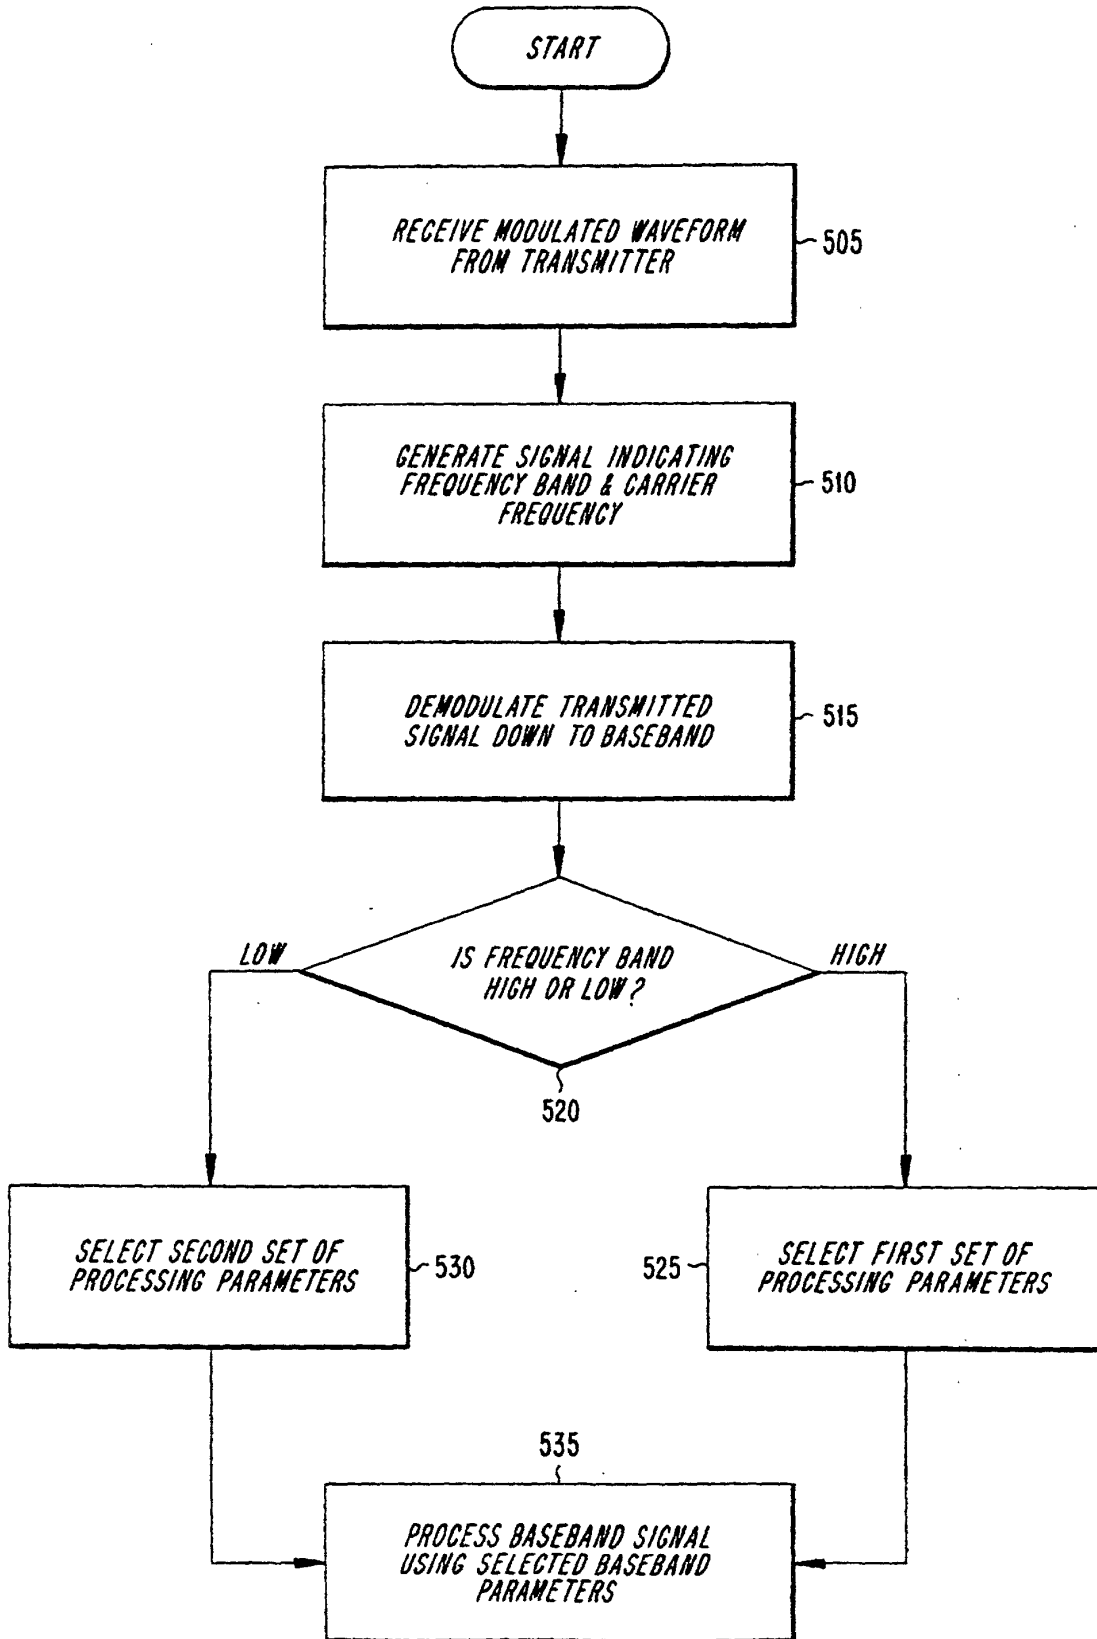 START
RECEIVE MODULATED WAVEFORM
FROM TRANSMITTER
505
GENERATE SIGNAL INDICATING
FREQUENCY BAND & CARRIER
FREQUENCY
510
DEMODULATE TRANSMITTED
SIGNAL DOWN TO BASEBAND
515
LOW
IS FREQUENCY BAND
HIGH OR LOW?
HIGH
520
SELECT SECOND SET OF
PROCESSING PARAMETERS
530
525
SELECT FIRST SET OF
PROCESSING PARAMETERS
535
PROCESS BASEBAND SIGNAL
USING SELECTED BASEBAND
PARAMETERS